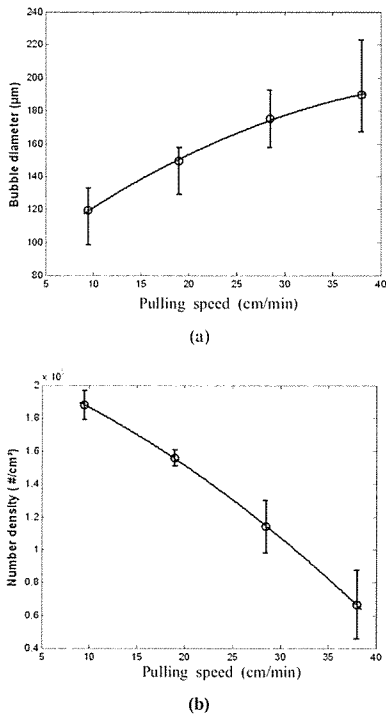 240
220
200
180
160
140
120
100
80
Bubble diameter (µm)
5 10 15 20 25 30 35 40
Pulling speed (cm/min)
(a)
2
1.8
1.6
1.4
1.2
1
0.8
0.6
0.4
Number density ( #/cm³)
5 10 15 20 25 30 35 40
Pulling speed (cm/min)
(b)